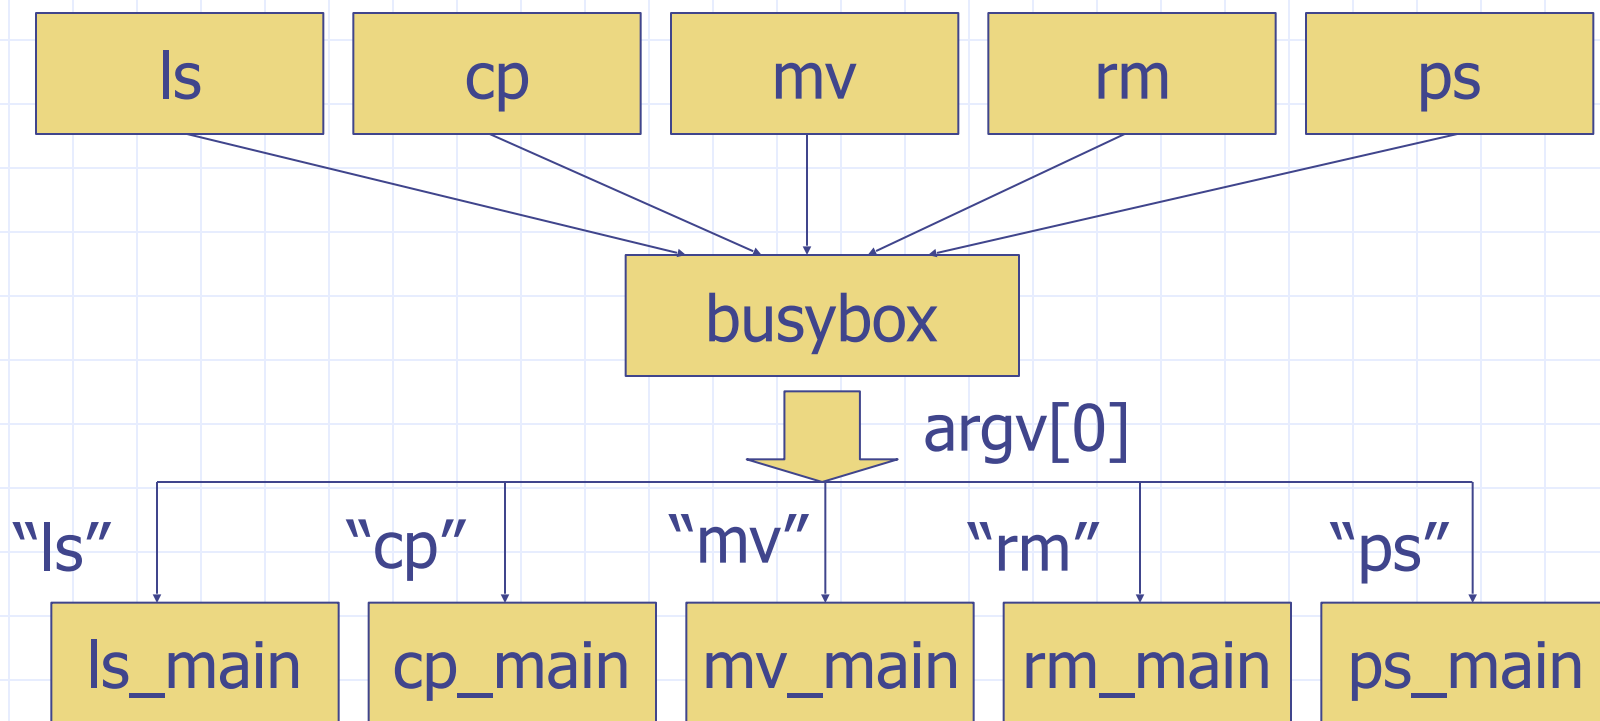 ls
cp
mv
rm
ps
busybox
argv[0]
“ls”
“cp”
“mv”
“rm”
“ps”
ls_main
cp_main
mv_main
rm_main
ps_main